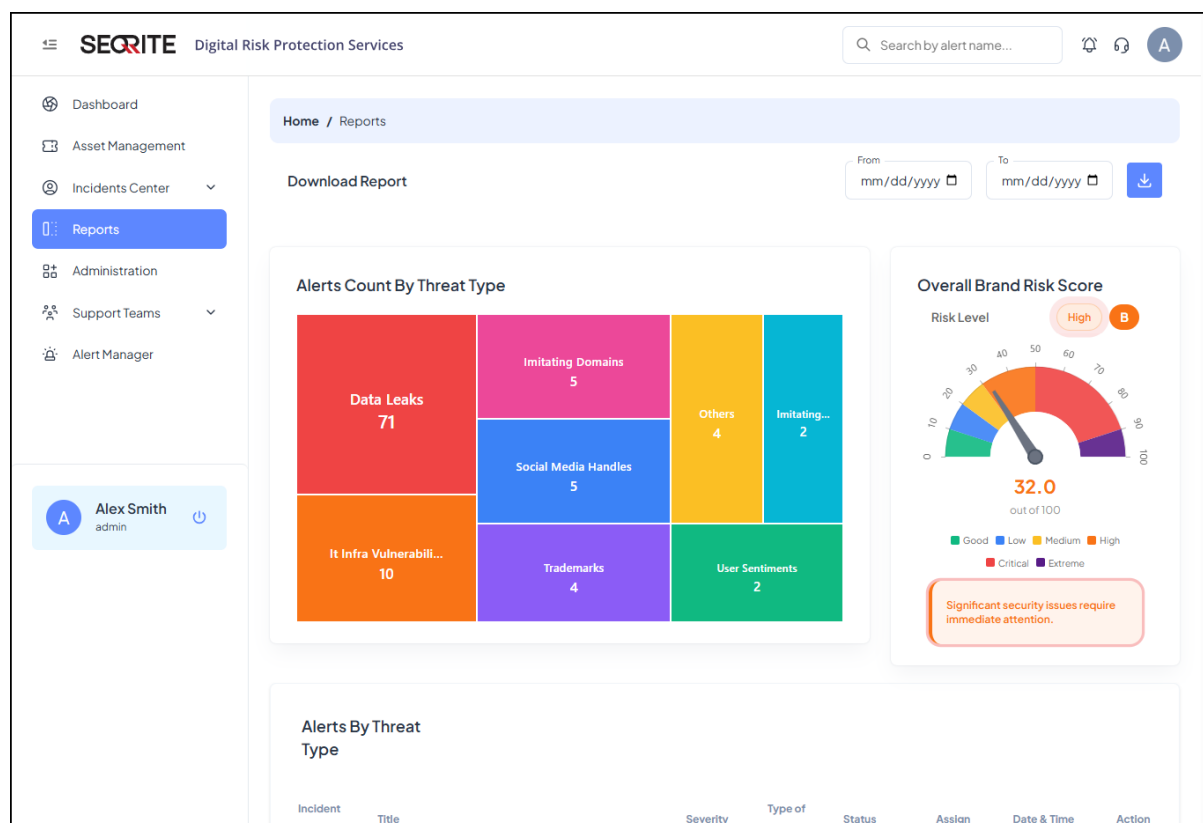 SEQRITE Digital Risk Protection Services
Search by alert name...
A
Dashboard
Asset Management
Incidents Center
Reports
Administration
Support Teams
Alert Manager
A
Alex Smith
admin
Home / Reports
Download Report
From
mm/dd/yyyy
To
mm/dd/yyyy
Alerts Count By Threat Type
Data Leaks
71
It Infra Vulnerabili...
10
Imitating Domains
5
Social Media Handles
5
Trademarks
4
Others
4
Imitating...
2
User Sentiments
2
Overall Brand Risk Score
Risk Level
High
B
0
10
20
30
40
50
60
70
80
90
100
32.0
out of 100
Good Low Medium High
Critical Extreme
Significant security issues require
immediate attention.
Alerts By Threat
Type
Incident
Title
Severity
Type of
Status
Assign
Date & Time
Action